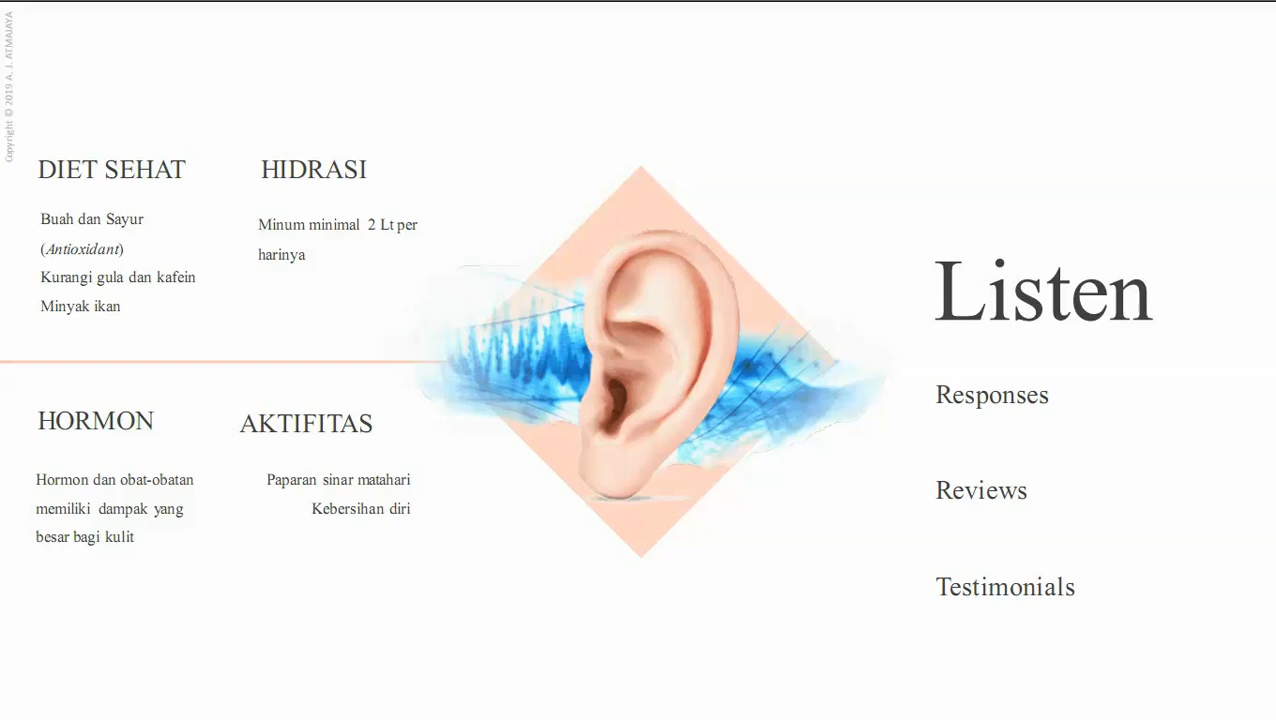 Copyright © 2019 A. J. ATMAJAYA
DIET SEHAT
Buah dan Sayur
(Antioxidant)
Kurangi gula dan kafein
Minyak ikan
HIDRASI
Minum minimal 2 Lt per
harinya
HORMON
Hormon dan obat-obatan
memiliki dampak yang
besar bagi kulit
AKTIFITAS
Paparan sinar matahari
Kebersihan diri
Listen
Responses
Reviews
Testimonials